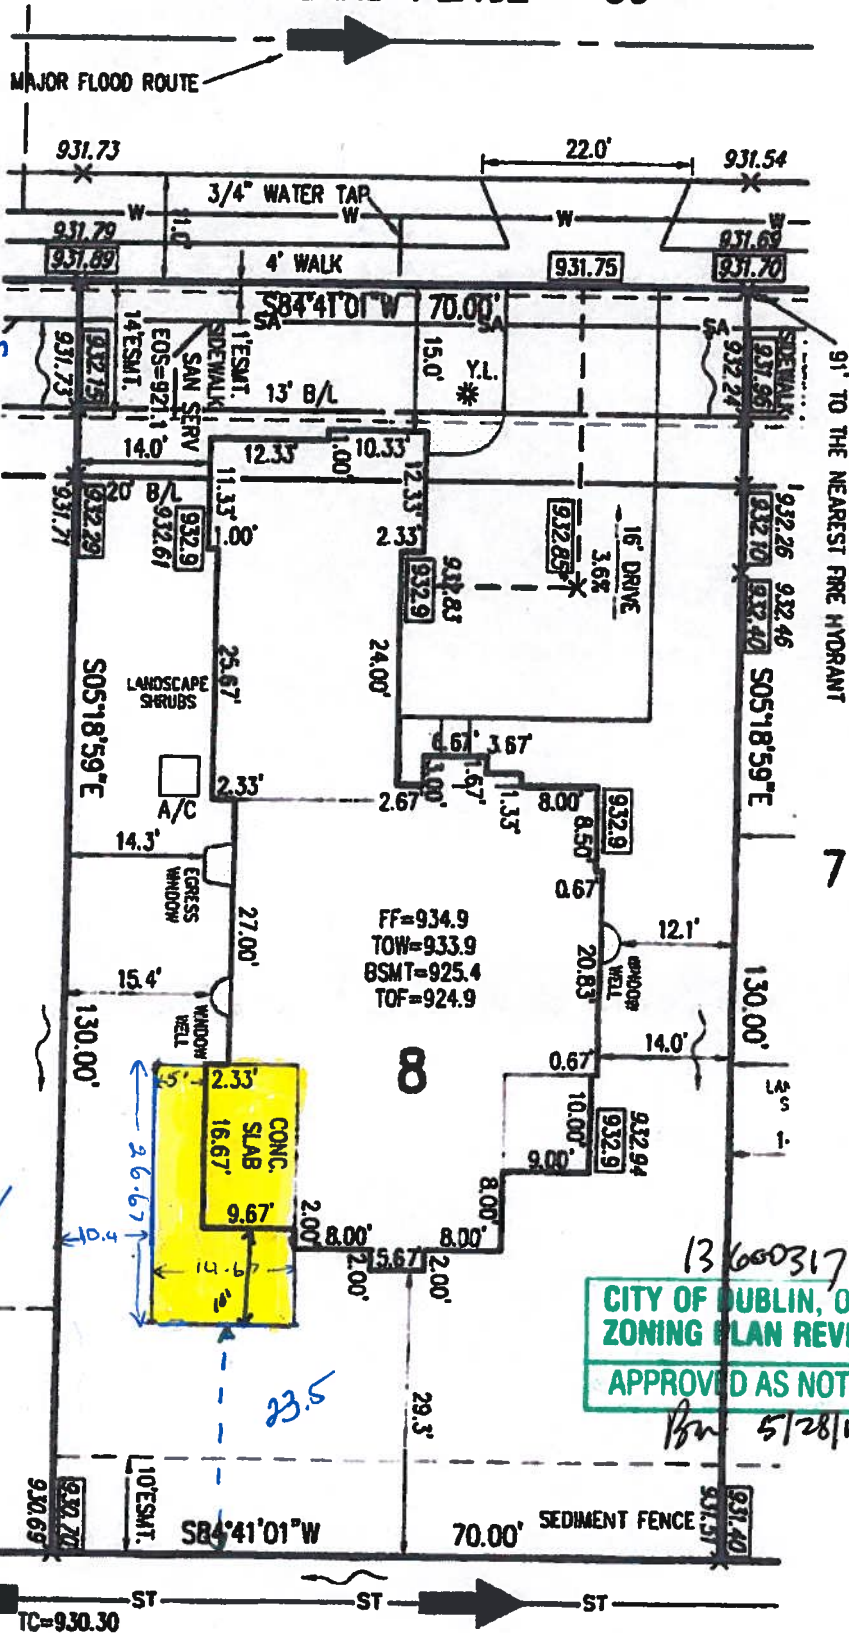 MAJOR FLOOD ROUTE
931.73
22.0'
931.54
3/4" WATER TAP
W
W
W
W
11.0'
931.79
931.69
931.89
4' WALK
931.75
931.70
S84°41'01"W 70.00'
SA
SA
SA
14' ESMT.
SAN SERV
EOS=921.1
SIDEWALK
1' ESMT.
15.0'
Y.L.
13' B/L
931.73
932.15
932.24
931.96
SIDEWALK
91' TO THE NEAREST FIRE HYDRANT
14.0'
12.33'
1.00'
10.33'
20' B/L
11.33'
12.33'
931.71
932.29
932.61
932.9
1.00'
2.33'
932.83
932.9
932.85
16' DRIVE
3.6%
932.26
932.10
932.46
932.40
S05°18'59"E
LANDSCAPE
SHRUBS
25.67'
24.00'
S05°18'59"E
A/C
2.33'
2.67'
6.67'
3.67'
3.00'
1.67'
1.33'
8.00'
8.50'
932.9
14.3'
EGRESS
WINDOW
27.00'
0.67'
7
FF=934.9
TOW=933.9
BSMT=925.4
TOF=924.9
20.83'
12.1'
WINDOW
WELL
15.4'
WINDOW
WELL
130.00'
130.00'
8
14.0'
0.67'
5'
2.33'
CONC.
SLAB
16.67'
26.67
10.00'
932.94
932.9
9.00'
9.67'
2.00'
8.00'
8.00'
8.00'
10.4
14.67
2.00'
5.67'
2.00'
13 600317
CITY OF DUBLIN, O
ZONING PLAN REV
APPROVED AS NOT
5/28/1
23.5
29.3'
10' ESMT.
930.69
930.70
S84°41'01"W
70.00'
SEDIMENT FENCE
931.51
931.40
ST
ST
ST
TC=930.30